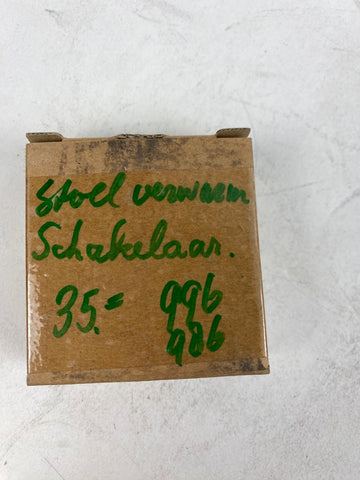 Stoel verwarm
Schakelaar.
35.= 996
986